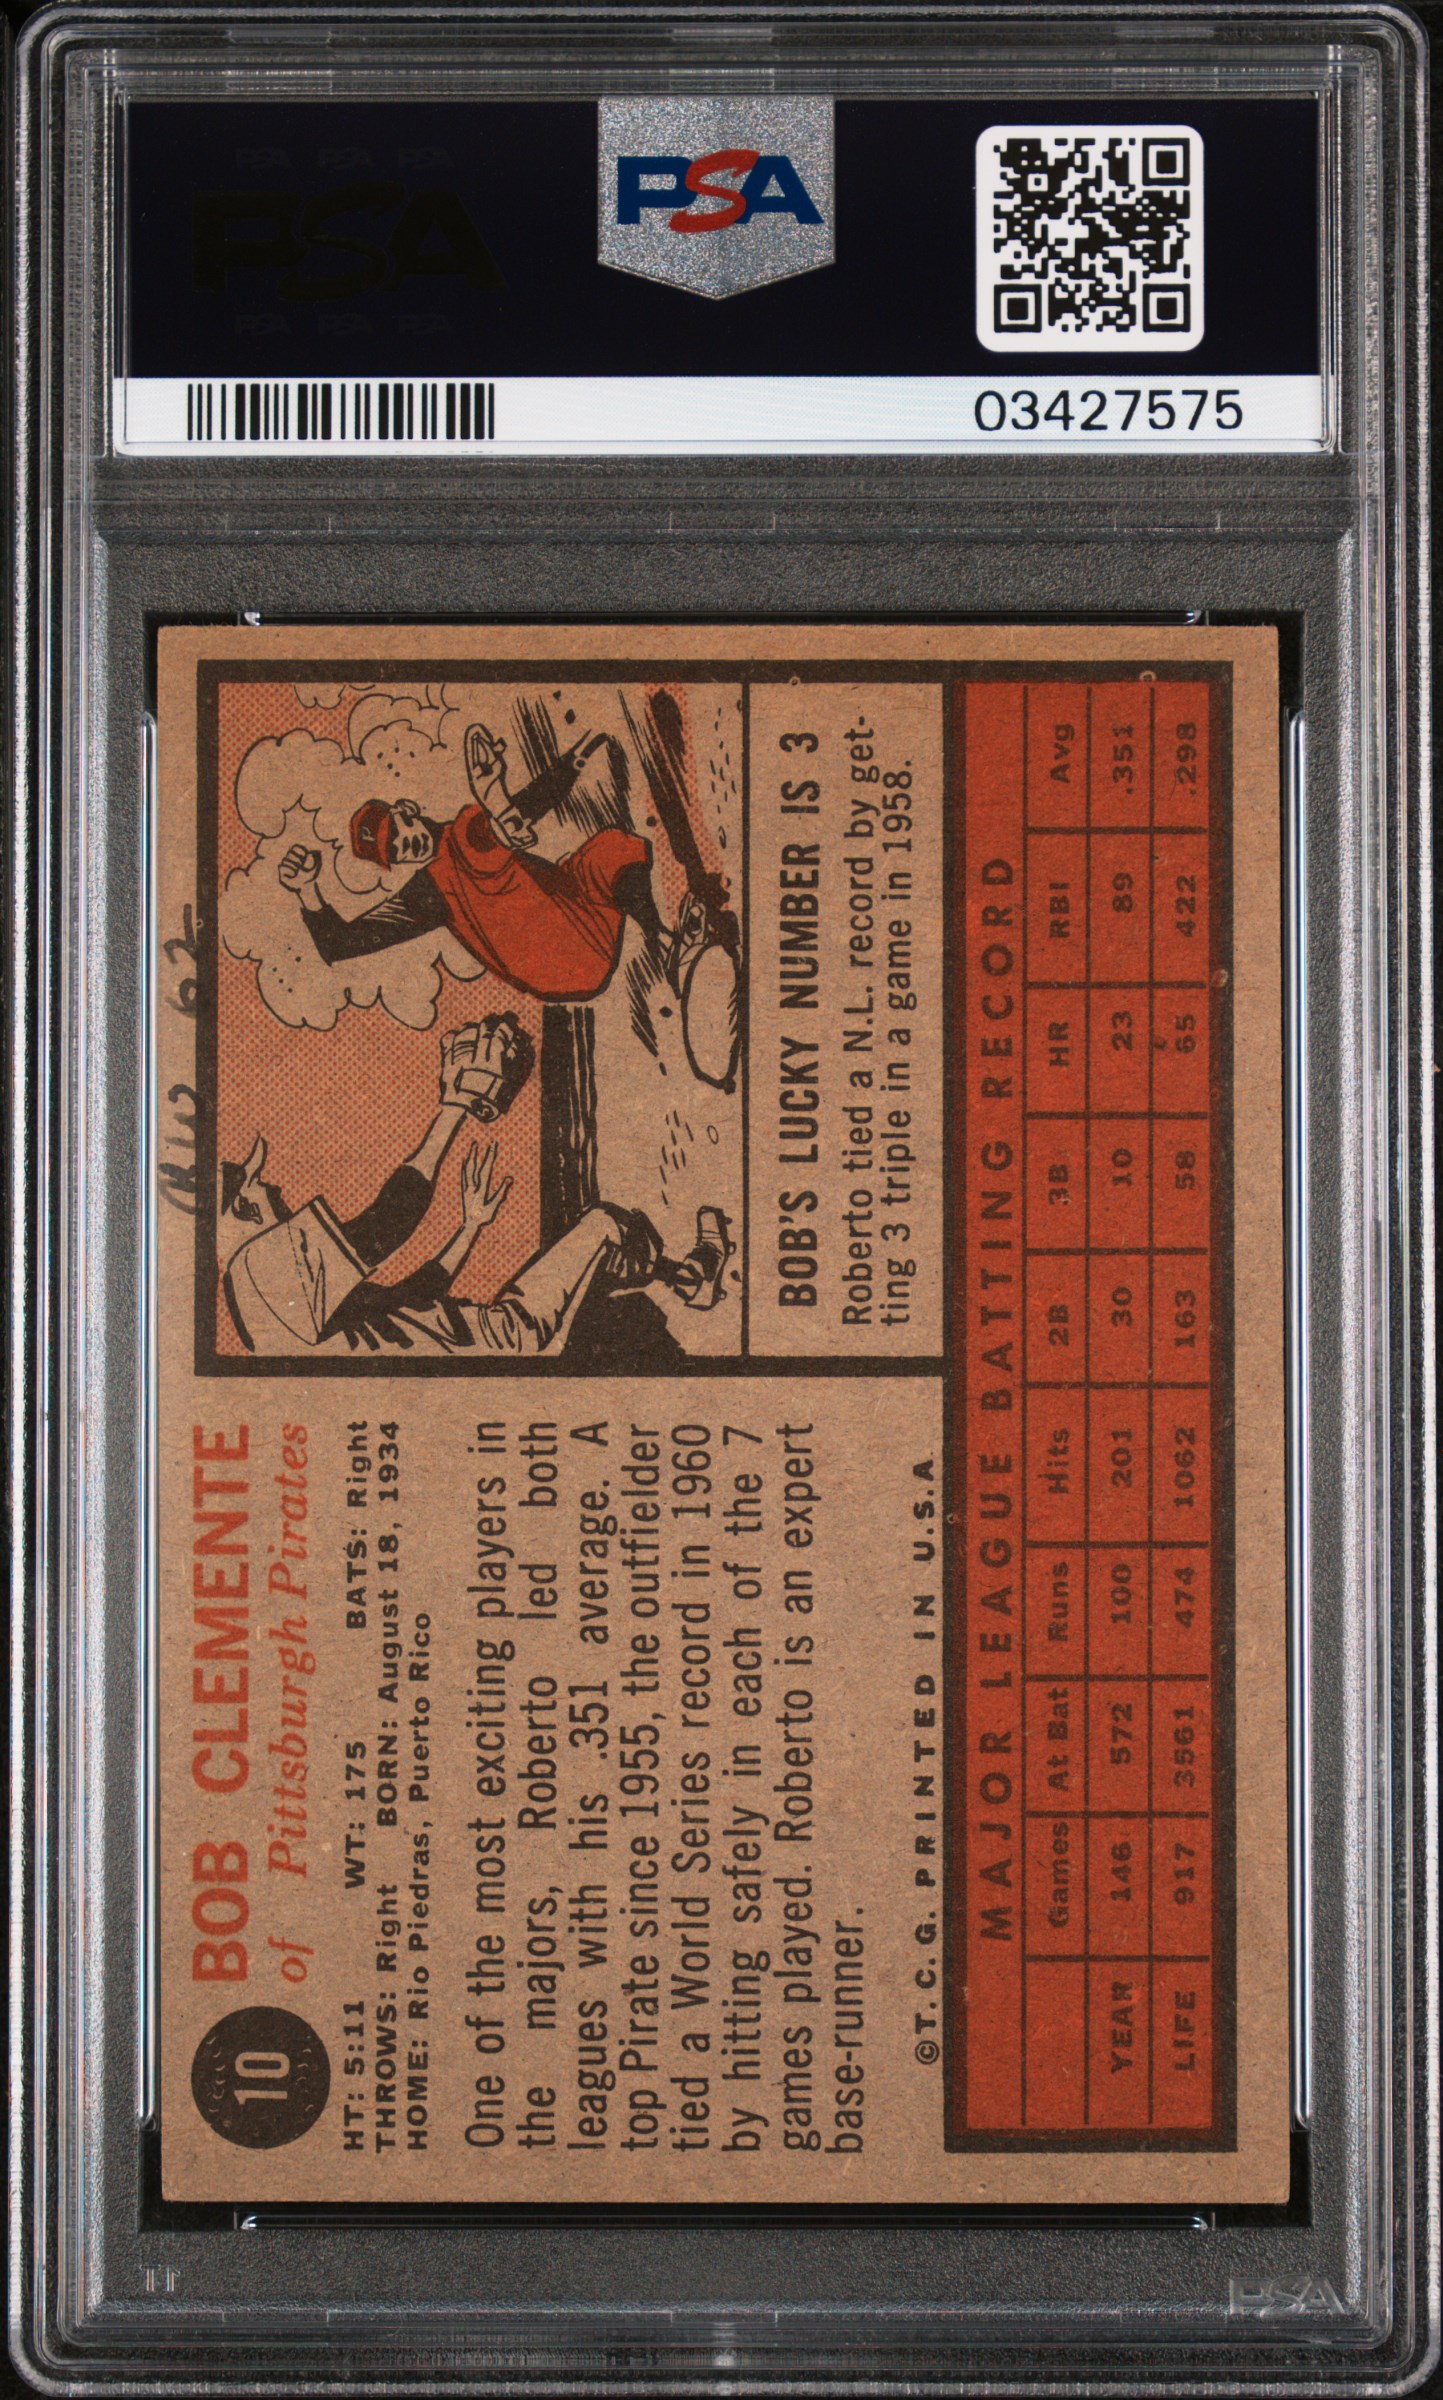 PSA
03427575
10
BOB CLEMENTE
of Pittsburgh Pirates
HT: 5:11 WT: 175 BATS: Right
THROWS: Right BORN: August 18, 1934
HOME: Rio Piedras, Puerto Rico
One of the most exciting players in
the majors, Roberto led both
leagues with his .351 average. A
top Pirate since 1955, the outfielder
tied a World Series record in 1960
by hitting safely in each of the 7
games played. Roberto is an expert
base-runner.
©T. C. G. PRINTED IN U.S.A.
62
P
BOB'S LUCKY NUMBER IS 3
Roberto tied a N.L. record by get-
ting 3 triple in a game in 1958.
MAJOR LEAGUE BATTING RECORD
Games At Bat Runs Hits 2B 3B HR RBI Avg
YEAR 146 572 100 201 30 10 23 89 .351
LIFE 917 3561 474 1062 163 58 65 422 .298
PSA